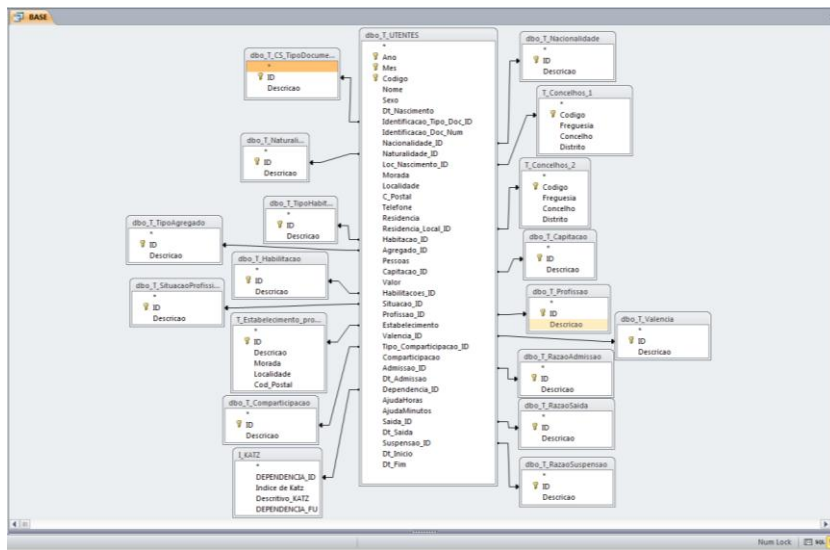 BASE
dbo_T_CS_TipoDocume...
*
ID
Descricao
dbo_T_Naturali...
*
ID
Descricao
dbo_T_TipoHabit...
*
ID
Descricao
dbo_T_TipoAgregado
*
ID
Descricao
dbo_T_Habilitacao
*
ID
Descricao
dbo_T_SituacaoProfissi...
*
ID
Descricao
T_Estabelecimento_pro...
*
ID
Descricao
Morada
Localidade
Cod_Postal
dbo_T_Comparticipacao
*
ID
Descricao
I_KATZ
*
DEPENDENCIA_ID
Indice de Katz
Descritivo_KATZ
DEPENDENCIA_FU
dbo_T_UTENTES
*
Ano
Mes
Codigo
Nome
Sexo
Dt_Nascimento
Identificacao_Tipo_Doc_ID
Identificacao_Doc_Num
Nacionalidade_ID
Naturalidade_ID
Loc_Nascimento_ID
Morada
Localidade
C_Postal
Telefone
Residencia
Residencia_Local_ID
Habitacao_ID
Agregado_ID
Pessoas
Capitacao_ID
Valor
Habilitacoes_ID
Situacao_ID
Profissao_ID
Estabelecimento
Valencia_ID
Tipo_Comparticipacao_ID
Comparticipacao
Admissao_ID
Dt_Admissao
Dependencia_ID
AjudaHoras
AjudaMinutos
Saida_ID
Dt_Saida
Suspensao_ID
Dt_Inicio
Dt_Fim
dbo_T_Nacionalidade
*
ID
Descricao
T_Concelhos_1
*
Codigo
Freguesia
Concelho
Distrito
T_Concelhos_2
*
Codigo
Freguesia
Concelho
Distrito
dbo_T_Capitacao
*
ID
Descricao
dbo_T_Profissao
*
ID
Descricao
dbo_T_Valencia
*
ID
Descricao
dbo_T_RazaoAdmissao
*
ID
Descricao
dbo_T_RazaoSaida
*
ID
Descricao
dbo_T_RazaoSuspensao
*
ID
Descricao
Num Lock
SQL